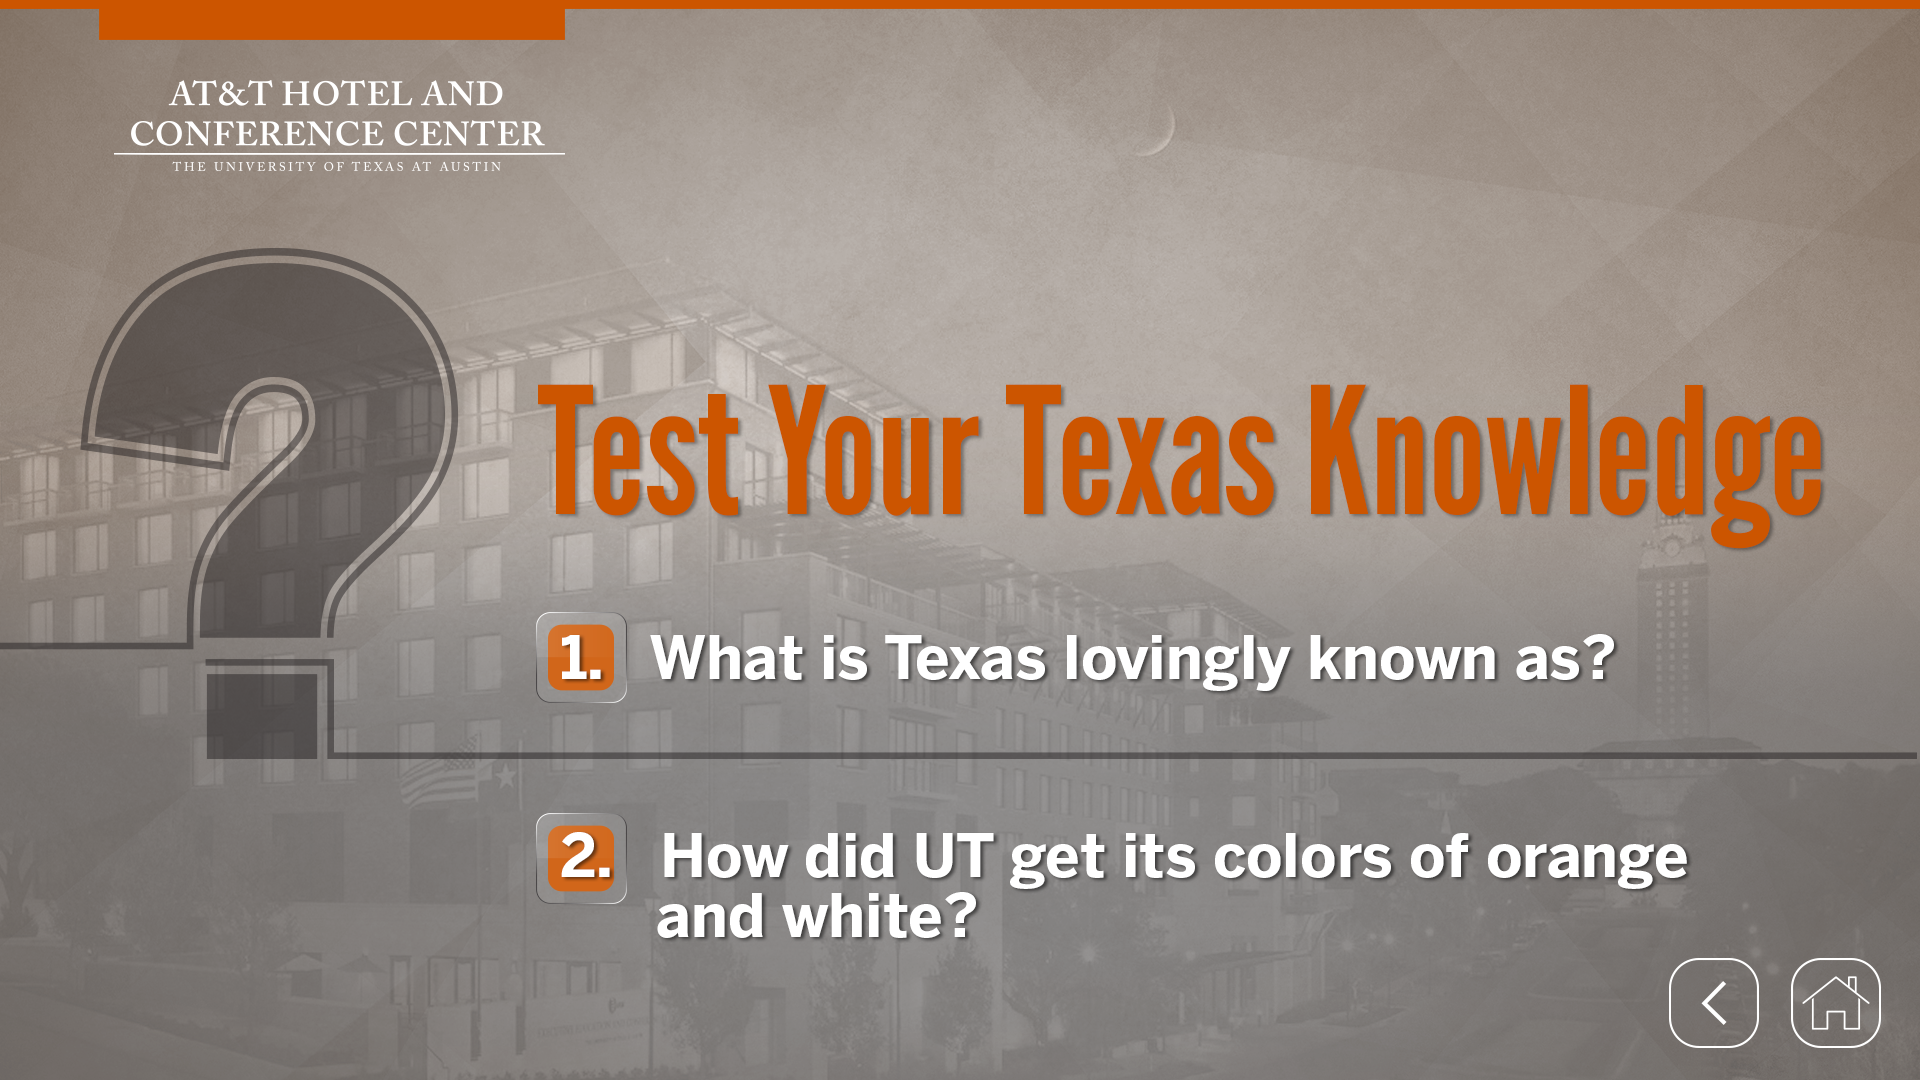 AT&T HOTEL AND
CONFERENCE CENTER
THE UNIVERSITY OF TEXAS AT AUSTIN
Test Your Texas Knowledge
1. What is Texas lovingly known as?
2. How did UT get its colors of orange
and white?